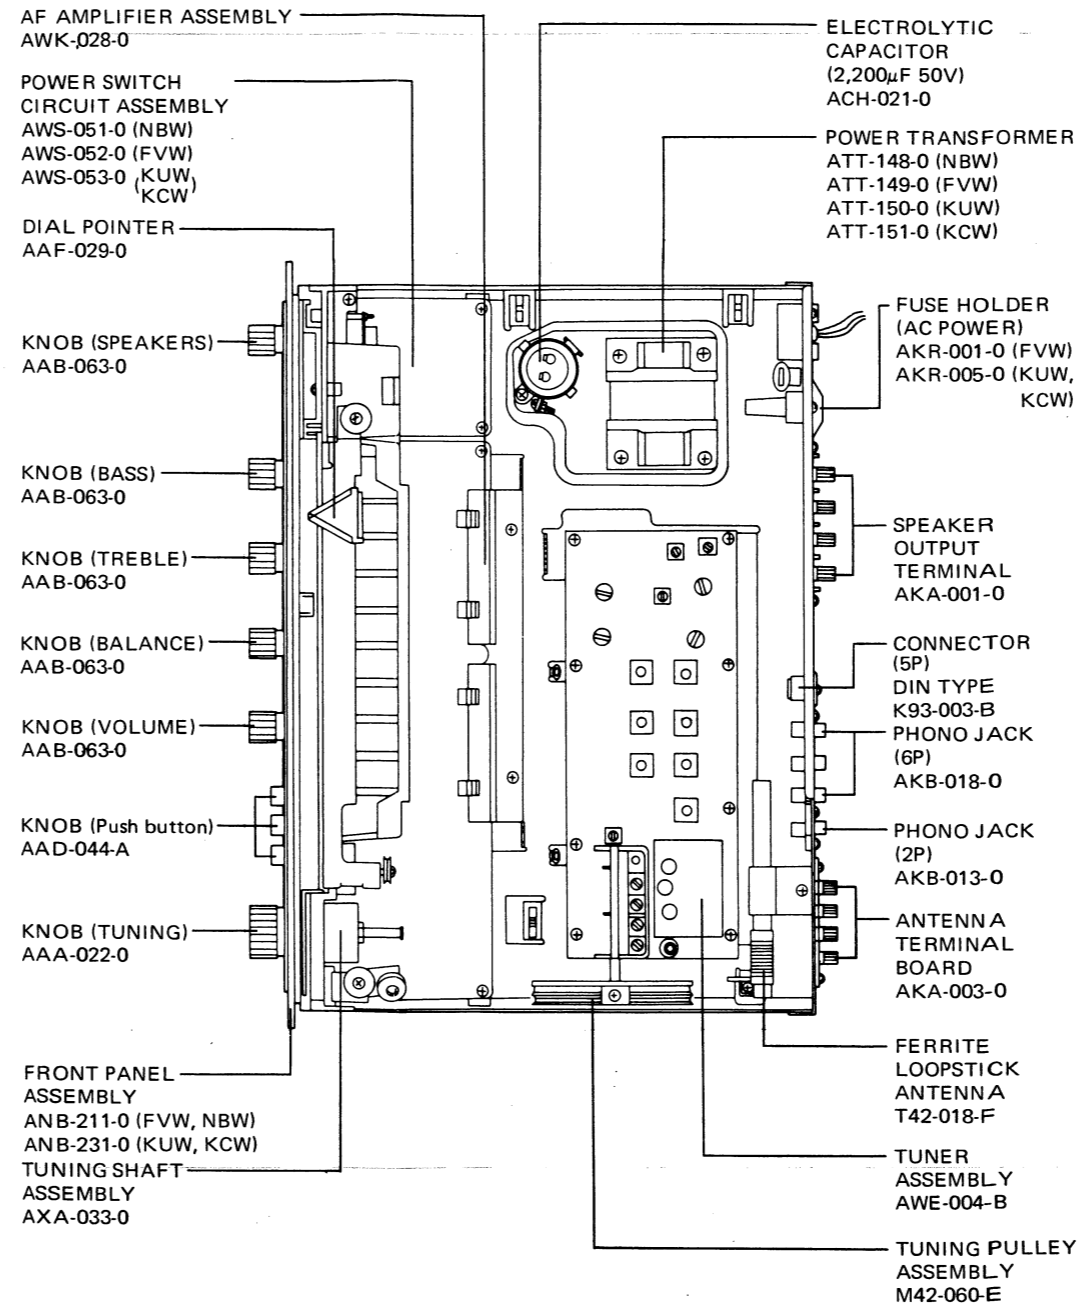 AF AMPLIFIER ASSEMBLY
AWK-028-0
POWER SWITCH
CIRCUIT ASSEMBLY
AWS-051-0 (NBW)
AWS-052-0 (FVW)
AWS-053-0 (KUW,
KCW)
DIAL POINTER
AAF-029-0
KNOB (SPEAKERS)
AAB-063-0
KNOB (BASS)
AAB-063-0
KNOB (TREBLE)
AAB-063-0
KNOB (BALANCE)
AAB-063-0
KNOB (VOLUME)
AAB-063-0
KNOB (Push button)
AAD-044-A
KNOB (TUNING)
AAA-022-0
FRONT PANEL
ASSEMBLY
ANB-211-0 (FVW, NBW)
ANB-231-0 (KUW, KCW)
TUNING SHAFT
ASSEMBLY
AXA-033-0
ELECTROLYTIC
CAPACITOR
(2,200μF 50V)
ACH-021-0
POWER TRANSFORMER
ATT-148-0 (NBW)
ATT-149-0 (FVW)
ATT-150-0 (KUW)
ATT-151-0 (KCW)
FUSE HOLDER
(AC POWER)
AKR-001-0 (FVW)
AKR-005-0 (KUW,
KCW)
SPEAKER
OUTPUT
TERMINAL
AKA-001-0
CONNECTOR
(5P)
DIN TYPE
K93-003-B
PHONO JACK
(6P)
AKB-018-0
PHONO JACK
(2P)
AKB-013-0
ANTENNA
TERMINAL
BOARD
AKA-003-0
FERRITE
LOOPSTICK
ANTENNA
T42-018-F
TUNER
ASSEMBLY
AWE-004-B
TUNING PULLEY
ASSEMBLY
M42-060-E